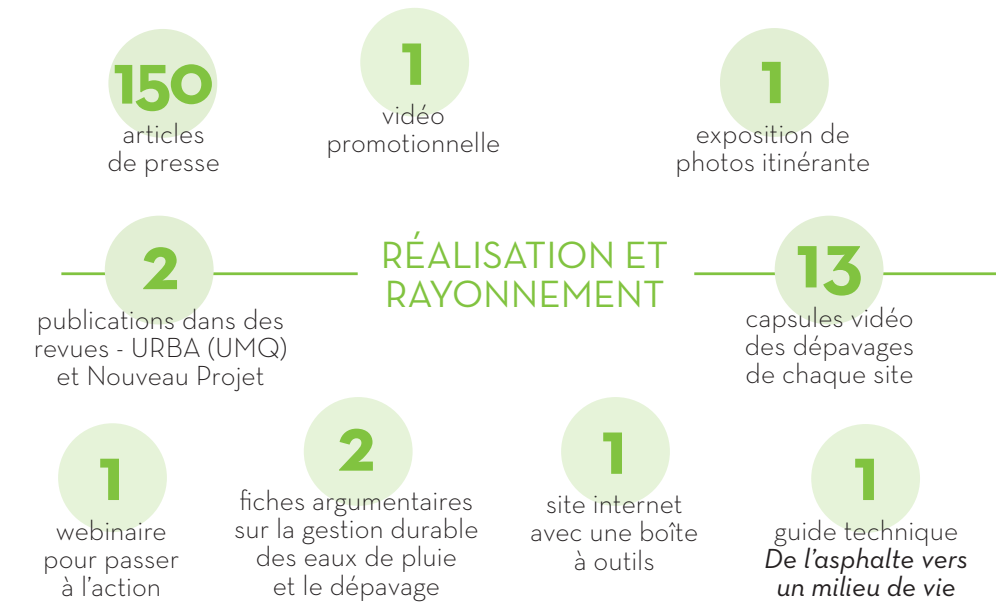 150
articles
de presse
1
vidéo
promotionnelle
1
exposition de
photos itinérante
2
publications dans des
revues - URBA (UMQ)
et Nouveau Projet
RÉALISATION ET
RAYONNEMENT
13
capsules vidéo
des dépavages
de chaque site
1
webinaire
pour passer
à l'action
2
fiches argumentaires
sur la gestion durable
des eaux de pluie
et le dépavage
1
site internet
avec une boîte
à outils
1
guide technique
De l'asphalte vers
un milieu de vie